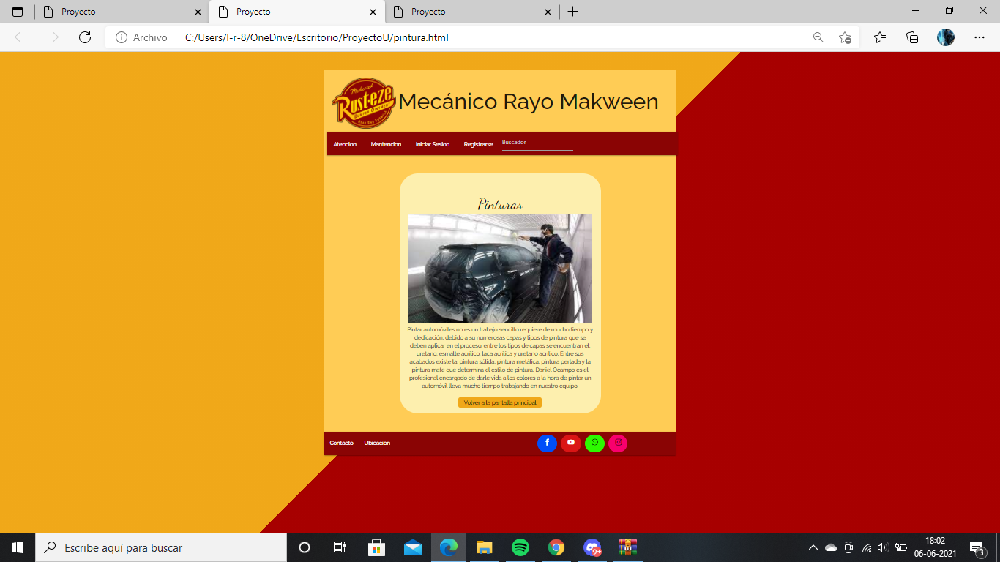 Proyecto
Proyecto
Proyecto
Archivo
C:/Users/l-r-8/OneDrive/Escritorio/ProyectoU/pintura.html
Medicated
Rust-eze
Bumper Ointment
Rear End Formula
Mecánico Rayo Makween
Atencion Mantencion Iniciar Sesion Registrarse Buscador
Pinturas
Pintar automóviles no es un trabajo sencillo requiere de mucho tiempo y
dedicación, debido a su numerosas capas y tipos de pintura que se
deben aplicar en el proceso. entre los tipos de capas se encuentran el:
uretano, esmalte acrílico, laca acrílica y uretano acrílico. Entre sus
acabados existe la: pintura sólida, pintura metálica, pintura perlada y la
pintura mate que determina el estilo de pintura. Daniel Ocampo es el
profesional encargado de darle vida a los colores a la hora de pintar un
automóvil lleva mucho tiempo trabajando en nuestro equipo.
Volver a la pantalla principal
Contacto Ubicacion
Escribe aquí para buscar
9+
18:02
06-06-2021
3